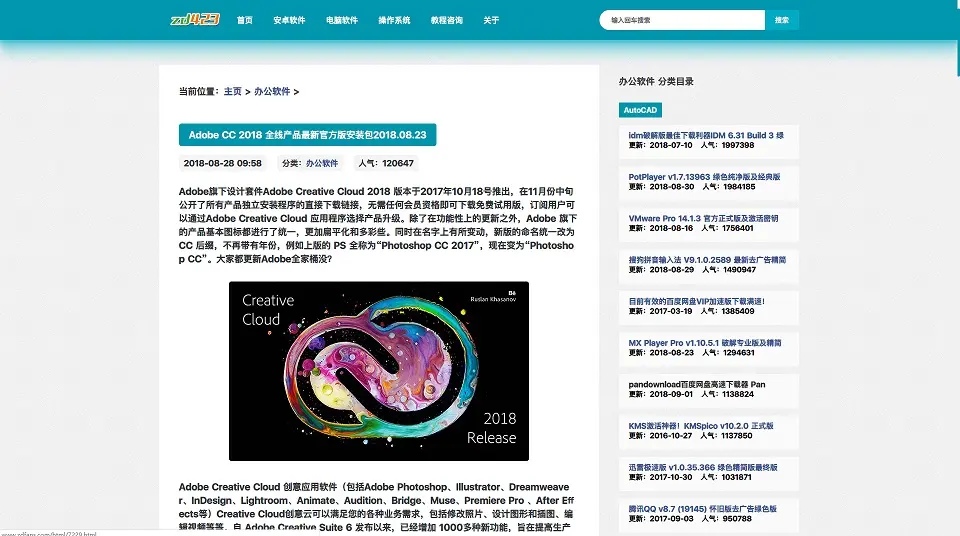 zd423
首页 安卓软件 电脑软件 操作系统 教程咨询 关于
输入回车搜索
搜索
当前位置: 主页 > 办公软件 >
Adobe CC 2018 全线产品最新官方版安装包2018.08.23
2018-08-28 09:58 分类：办公软件 人气：120647
Adobe旗下设计套件Adobe Creative Cloud 2018 版本于2017年10月18号推出，在11月份中旬
公开了所有产品独立安装程序的直接下载链接，无需任何会员资格即可下载免费试用版，订阅用户可
以通过Adobe Creative Cloud 应用程序选择产品升级。除了在功能性上的更新之外，Adobe 旗下
的产品基本图标都进行了统一，更加扁平化和多彩些。同时在名字上有所变动，新版的命名统一改为
CC 后缀，不再带有年份，例如上版的 PS 全称为“Photoshop CC 2017”，现在变为“Photosho
p CC”。大家都更新Adobe全家桶没？
Creative
Cloud
Bē
Ruslan Khasanov
2018
Release
Adobe Creative Cloud 创意应用软件（包括Adobe Photoshop、Illustrator、Dreamweave
r、InDesign、Lightroom、Animate、Audition、Bridge、Muse、Premiere Pro 、After Eff
ects等）Creative Cloud创意云可以满足您的各种业务需求，包括修改照片、设计图形和插图、编
辑视频等等。自 Adobe Creative Suite 6 发布以来，已经增加 1000多种新功能，旨在提高生产
办公软件 分类目录
AutoCAD
idm破解版最佳下载利器IDM 6.31 Build 3 绿
更新：2018-07-10 人气：1997398
PotPlayer v1.7.13963 绿色纯净版及经典版
更新：2018-08-30 人气：1984185
VMware Pro 14.1.3 官方正式版及激活密钥
更新：2018-08-16 人气：1756401
搜狗拼音输入法 V9.1.0.2589 最新去广告精简
更新：2018-08-29 人气：1490947
目前有效的百度网盘VIP加速版下载满速！
更新：2017-03-19 人气：1385409
MX Player Pro v1.10.5.1 破解专业版及精简
更新：2018-08-23 人气：1294631
pandownload百度网盘高速下载器 Pan
更新：2018-09-01 人气：1138824
KMS激活神器！KMSpico v10.2.0 正式版
更新：2016-10-27 人气：1137850
迅雷极速版 v1.0.35.366 绿色精简版最终版
更新：2017-10-30 人气：1031871
腾讯QQ v8.7 (19145) 怀旧版去广告绿色版
更新：2017-09-03 人气：950788
www.zdfans.com/html/7229.html